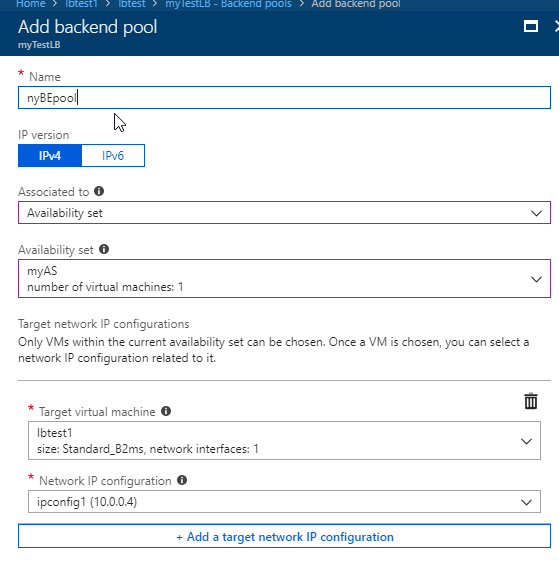 Home > lbtest1 > lbtest > myTestLB - Backend pools > Add backend pool
Add backend pool
myTestLB
* Name
nyBEpool
IP version
IPv4 IPv6
Associated to
Availability set
Availability set
myAS
number of virtual machines: 1
Target network IP configurations
Only VMs within the current availability set can be chosen. Once a VM is chosen, you can select a
network IP configuration related to it.
* Target virtual machine
lbtest1
size: Standard_B2ms, network interfaces: 1
* Network IP configuration
ipconfig1 (10.0.0.4)
+ Add a target network IP configuration